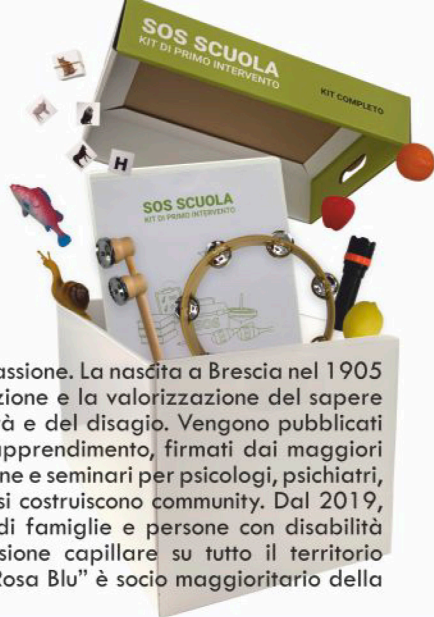 SOS SCUOLA
KIT DI PRIMO INTERVENTO
KIT COMPLETO
H
SOS SCUOLA
KIT DI PRIMO INTERVENTO
SOS
assione. La nascita a Brescia nel 1905
zione e la valorizzazione del sapere
tà e del disagio. Vengono pubblicati
apprendimento, firmati dai maggiori
ne e seminari per psicologi, psichiatri,
si costruiscono community. Dal 2019,
di famiglie e persone con disabilità
sione capillare su tutto il territorio
Rosa Blu” è socio maggioritario della